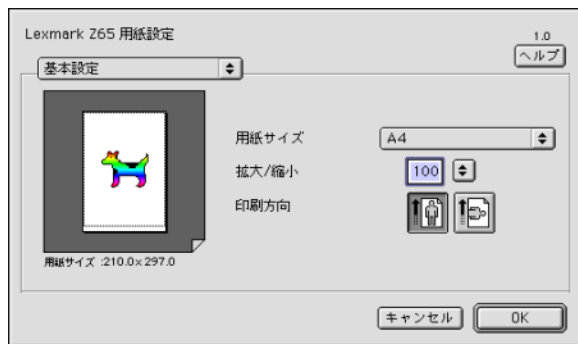 Lexmark Z65 用紙設定
1.0
ヘルプ
基本設定
用紙サイズ
A4
拡大/縮小
100
印刷方向
用紙サイズ :210.0×297.0
キャンセル
OK